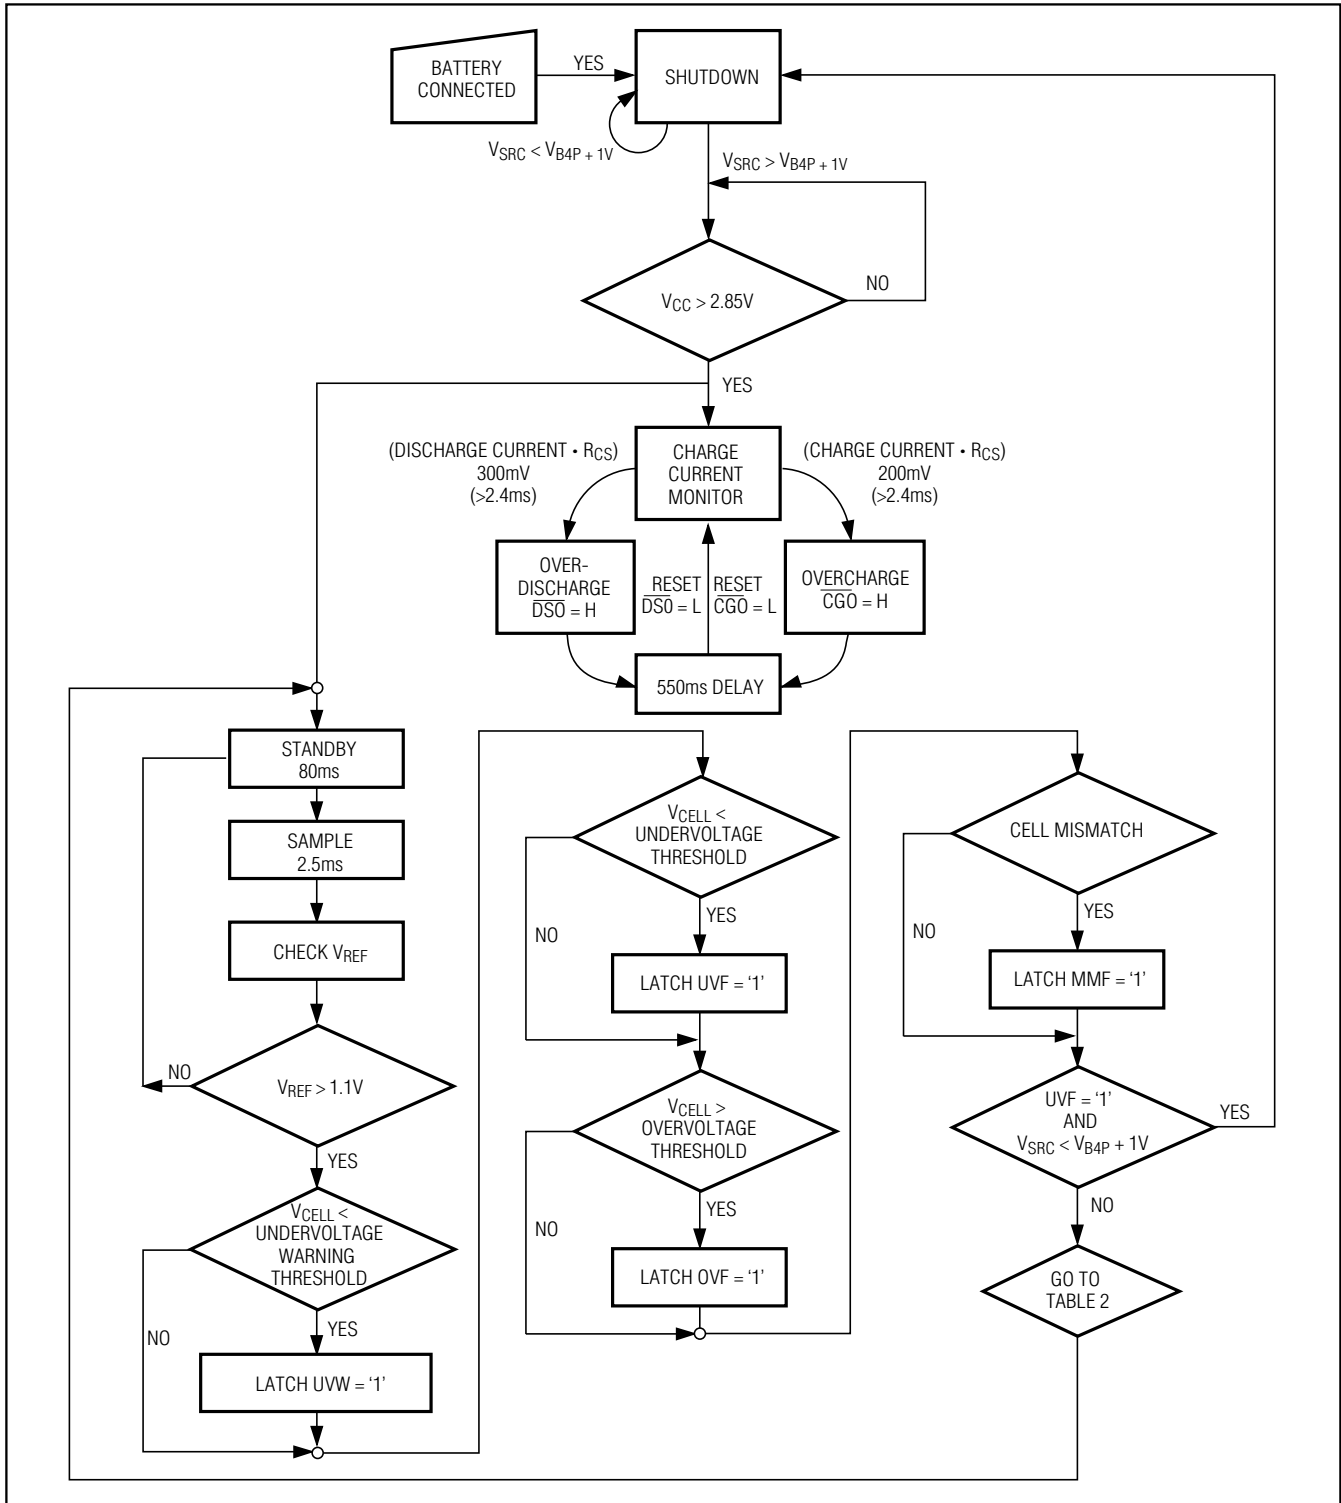 BATTERY
CONNECTED
YES
SHUTDOWN
VSRC < VB4P + 1V
VSRC > VB4P + 1V
NO
VCC > 2.85V
YES
(DISCHARGE CURRENT • RCS)
300mV
(>2.4ms)
CHARGE
CURRENT
MONITOR
(CHARGE CURRENT • RCS)
200mV
(>2.4ms)
OVER-
DISCHARGE
DSO = H
RESET
DSO = L
RESET
CGO = L
OVERCHARGE
CGO = H
550ms DELAY
STANDBY
80ms
SAMPLE
2.5ms
CHECK VREF
NO
VREF > 1.1V
YES
VCELL <
UNDERVOLTAGE
WARNING
THRESHOLD
NO
YES
LATCH UVW = ‘1’
VCELL <
UNDERVOLTAGE
THRESHOLD
YES
NO
LATCH UVF = ‘1’
VCELL >
OVERVOLTAGE
THRESHOLD
YES
NO
LATCH OVF = ‘1’
CELL MISMATCH
YES
NO
LATCH MMF = ‘1’
UVF = ‘1’
AND
VSRC < VB4P + 1V
YES
NO
GO TO
TABLE 2